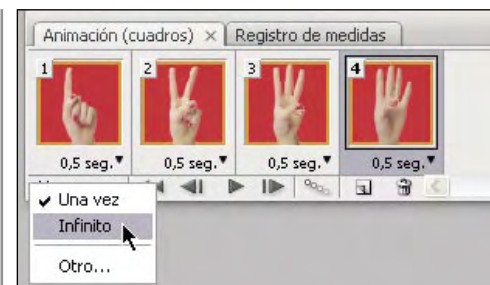 Animación (cuadros) × Registro de medidas
1 2 3 4
0,5 seg. 0,5 seg. 0,5 seg. 0,5 seg.
Una vez
Infinito
Otro...